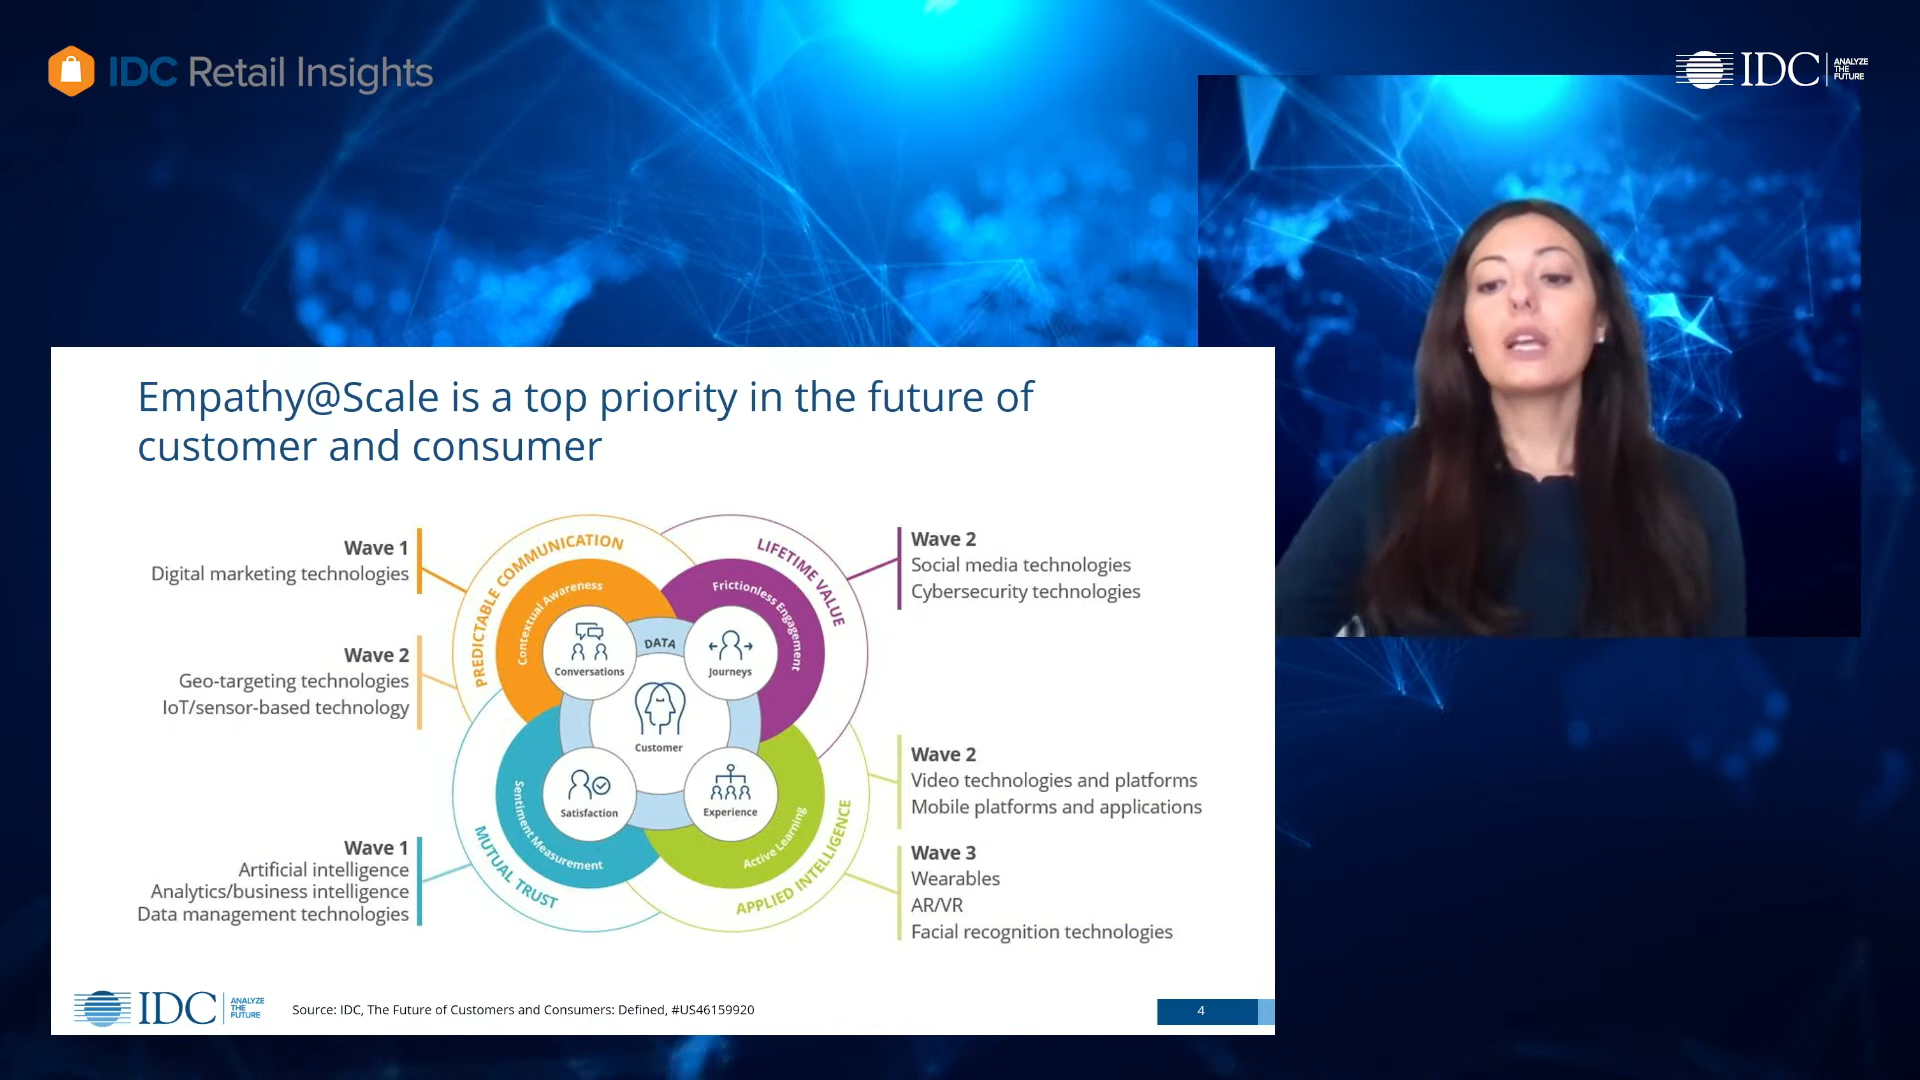 IDC Retail Insights
IDC
ANALYZE
THE
FUTURE
Empathy@Scale is a top priority in the future of
customer and consumer
Wave 1
Digital marketing technologies
Wave 2
Geo-targeting technologies
IoT/sensor-based technology
Wave 1
Artificial intelligence
Analytics/business intelligence
Data management technologies
PREDICTABLE COMMUNICATION
Contextual Awareness
Conversations
LIFETIME VALUE
Frictionless Engagement
Journeys
DATA
Customer
Satisfaction
Sentiment Measurement
MUTUAL TRUST
Experience
Active Learning
APPLIED INTELLIGENCE
Wave 2
Social media technologies
Cybersecurity technologies
Wave 2
Video technologies and platforms
Mobile platforms and applications
Wave 3
Wearables
AR/VR
Facial recognition technologies
IDC
ANALYZE
THE
FUTURE
Source: IDC, The Future of Customers and Consumers: Defined, #US46159920
4